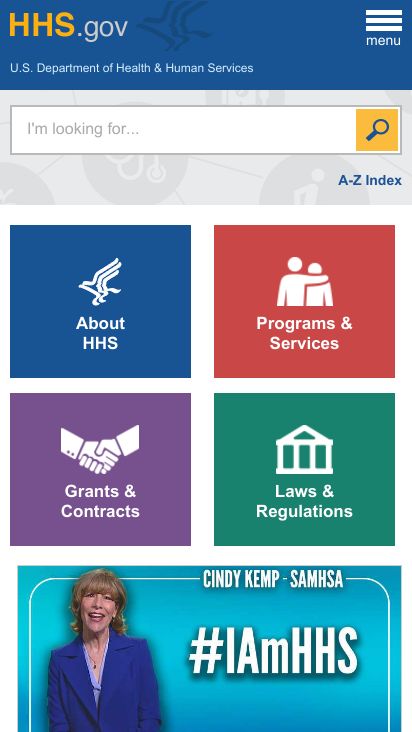 HHS.gov
menu
U.S. Department of Health & Human Services
I'm looking for...
A-Z Index
About
HHS
Programs &
Services
Grants &
Contracts
Laws &
Regulations
CINDY KEMP - SAMHSA
#IAmHHS